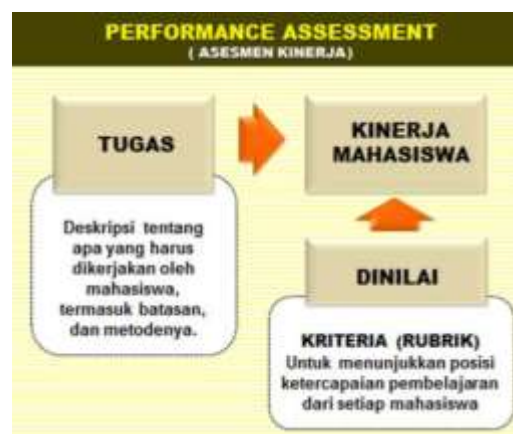 PERFORMANCE ASSESSMENT
( ASESMEN KINERJA)
TUGAS
Deskripsi tentang
apa yang harus
dikerjakan oleh
mahasiswa,
termasuk batasan,
dan metodenya.
KINERJA
MAHASISWA
DINILAI
KRITERIA (RUBRIK)
Untuk menunjukkan posisi
ketercapaian pembelajaran
dari setiap mahasiswa